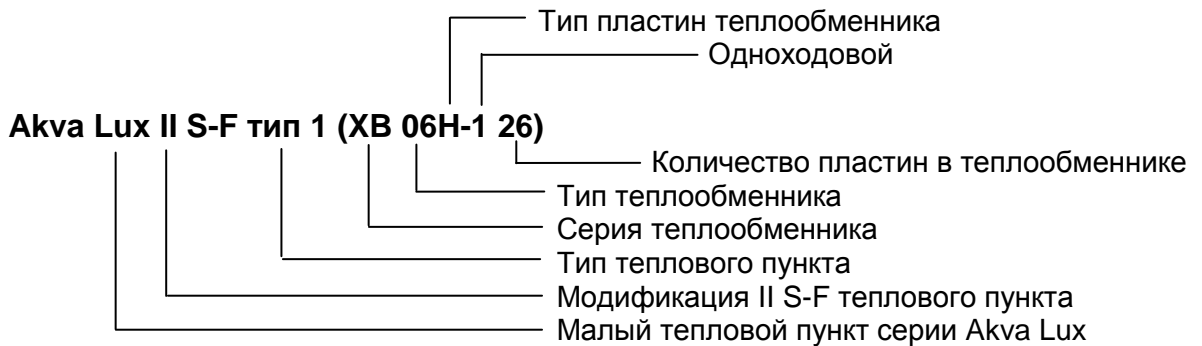 Тип пластин теплообменника
Одноходовой
Akva Lux II S-F тип 1 (XB 06H-1 26)
Количество пластин в теплообменнике
Тип теплообменника
Серия теплообменника
Тип теплового пункта
Модификация II S-F теплового пункта
Малый тепловой пункт серии Akva Lux